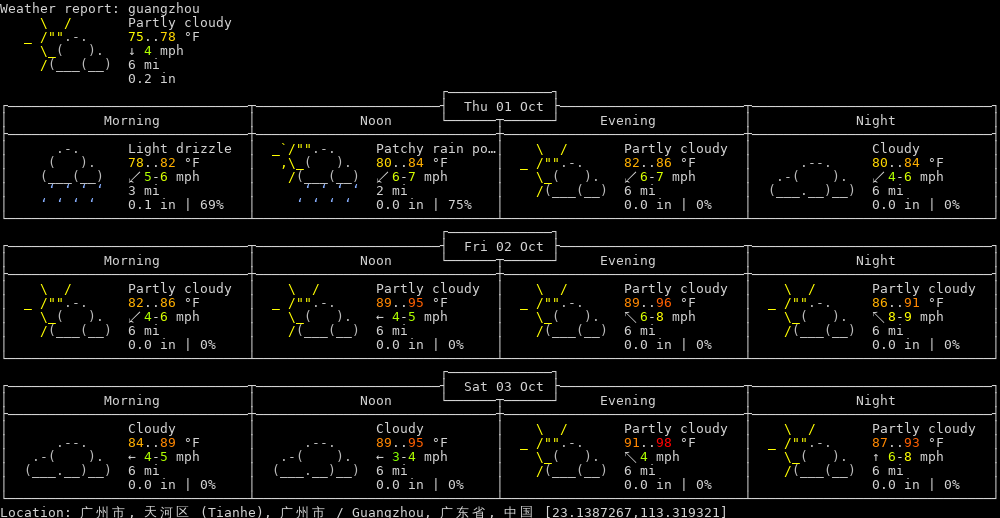 Weather report: guangzhou
Partly cloudy
75..78 °F
↓ 4 mph
6 mi
0.2 in
Thu 01 Oct
Morning Noon Evening Night
Light drizzle Patchy rain po… Partly cloudy Cloudy
78..82 °F 80..84 °F 82..86 °F 80..84 °F
↙ 5-6 mph ↙ 6-7 mph ↙ 6-7 mph ↙ 4-6 mph
3 mi 2 mi 6 mi 6 mi
0.1 in | 69% 0.0 in | 75% 0.0 in | 0% 0.0 in | 0%
Fri 02 Oct
Morning Noon Evening Night
Partly cloudy Partly cloudy Partly cloudy Partly cloudy
82..86 °F 89..95 °F 89..96 °F 86..91 °F
↙ 4-6 mph ← 4-5 mph ↖ 6-8 mph ↖ 8-9 mph
6 mi 6 mi 6 mi 6 mi
0.0 in | 0% 0.0 in | 0% 0.0 in | 0% 0.0 in | 0%
Sat 03 Oct
Morning Noon Evening Night
Cloudy Cloudy Partly cloudy Partly cloudy
84..89 °F 89..95 °F 91..98 °F 87..93 °F
← 4-5 mph ← 3-4 mph ↖ 4 mph ↑ 6-8 mph
6 mi 6 mi 6 mi 6 mi
0.0 in | 0% 0.0 in | 0% 0.0 in | 0% 0.0 in | 0%
Location: 广州市, 天河区 (Tianhe), 广州市 / Guangzhou, 广东省, 中国 [23.1387267,113.319321]